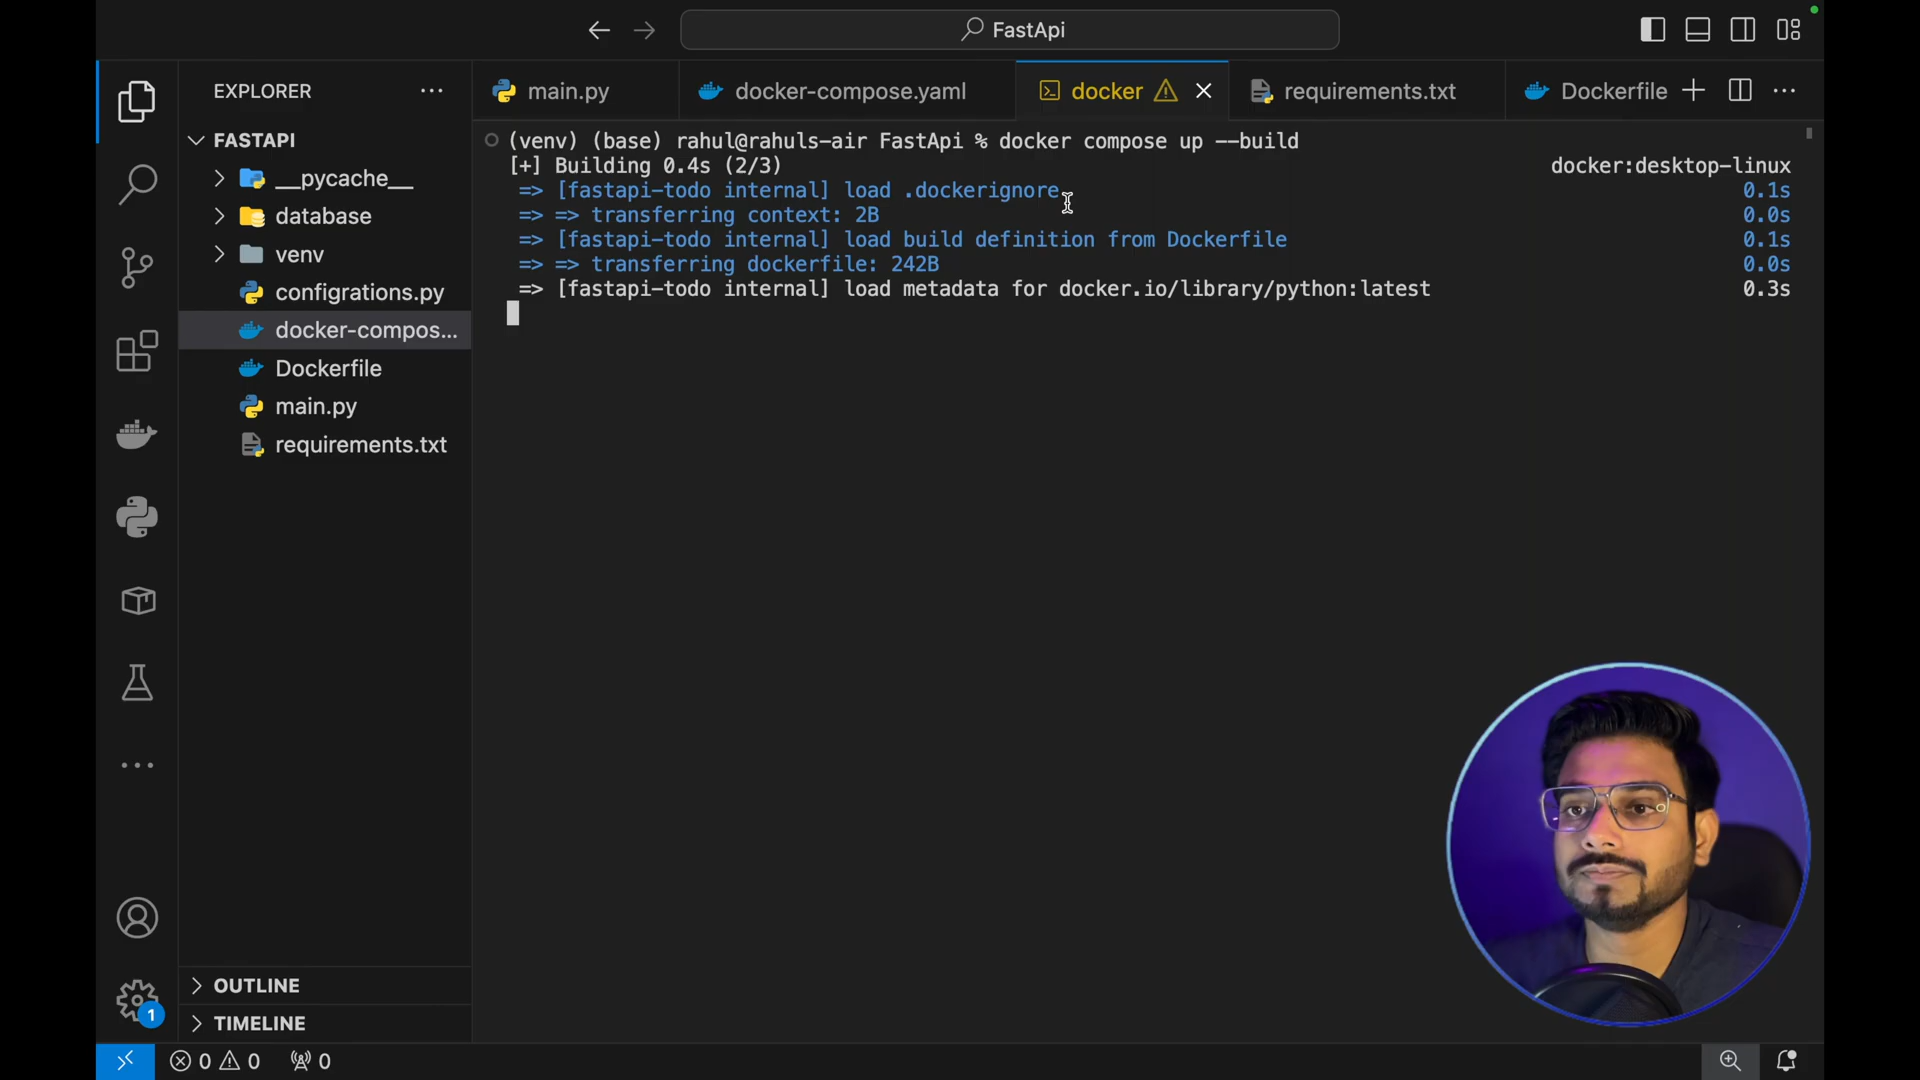 FastApi
EXPLORER
main.py
docker-compose.yaml
docker
requirements.txt
Dockerfile
FASTAPI
__pycache__
database
venv
configrations.py
docker-compos...
Dockerfile
main.py
requirements.txt
(venv) (base) rahul@rahuls-air FastApi % docker compose up --build
[+] Building 0.4s (2/3) docker:desktop-linux
=> [fastapi-todo internal] load .dockerignore 0.1s
=> => transferring context: 2B 0.0s
=> [fastapi-todo internal] load build definition from Dockerfile 0.1s
=> => transferring dockerfile: 242B 0.0s
=> [fastapi-todo internal] load metadata for docker.io/library/python:latest 0.3s
OUTLINE
TIMELINE
1
0 0 0